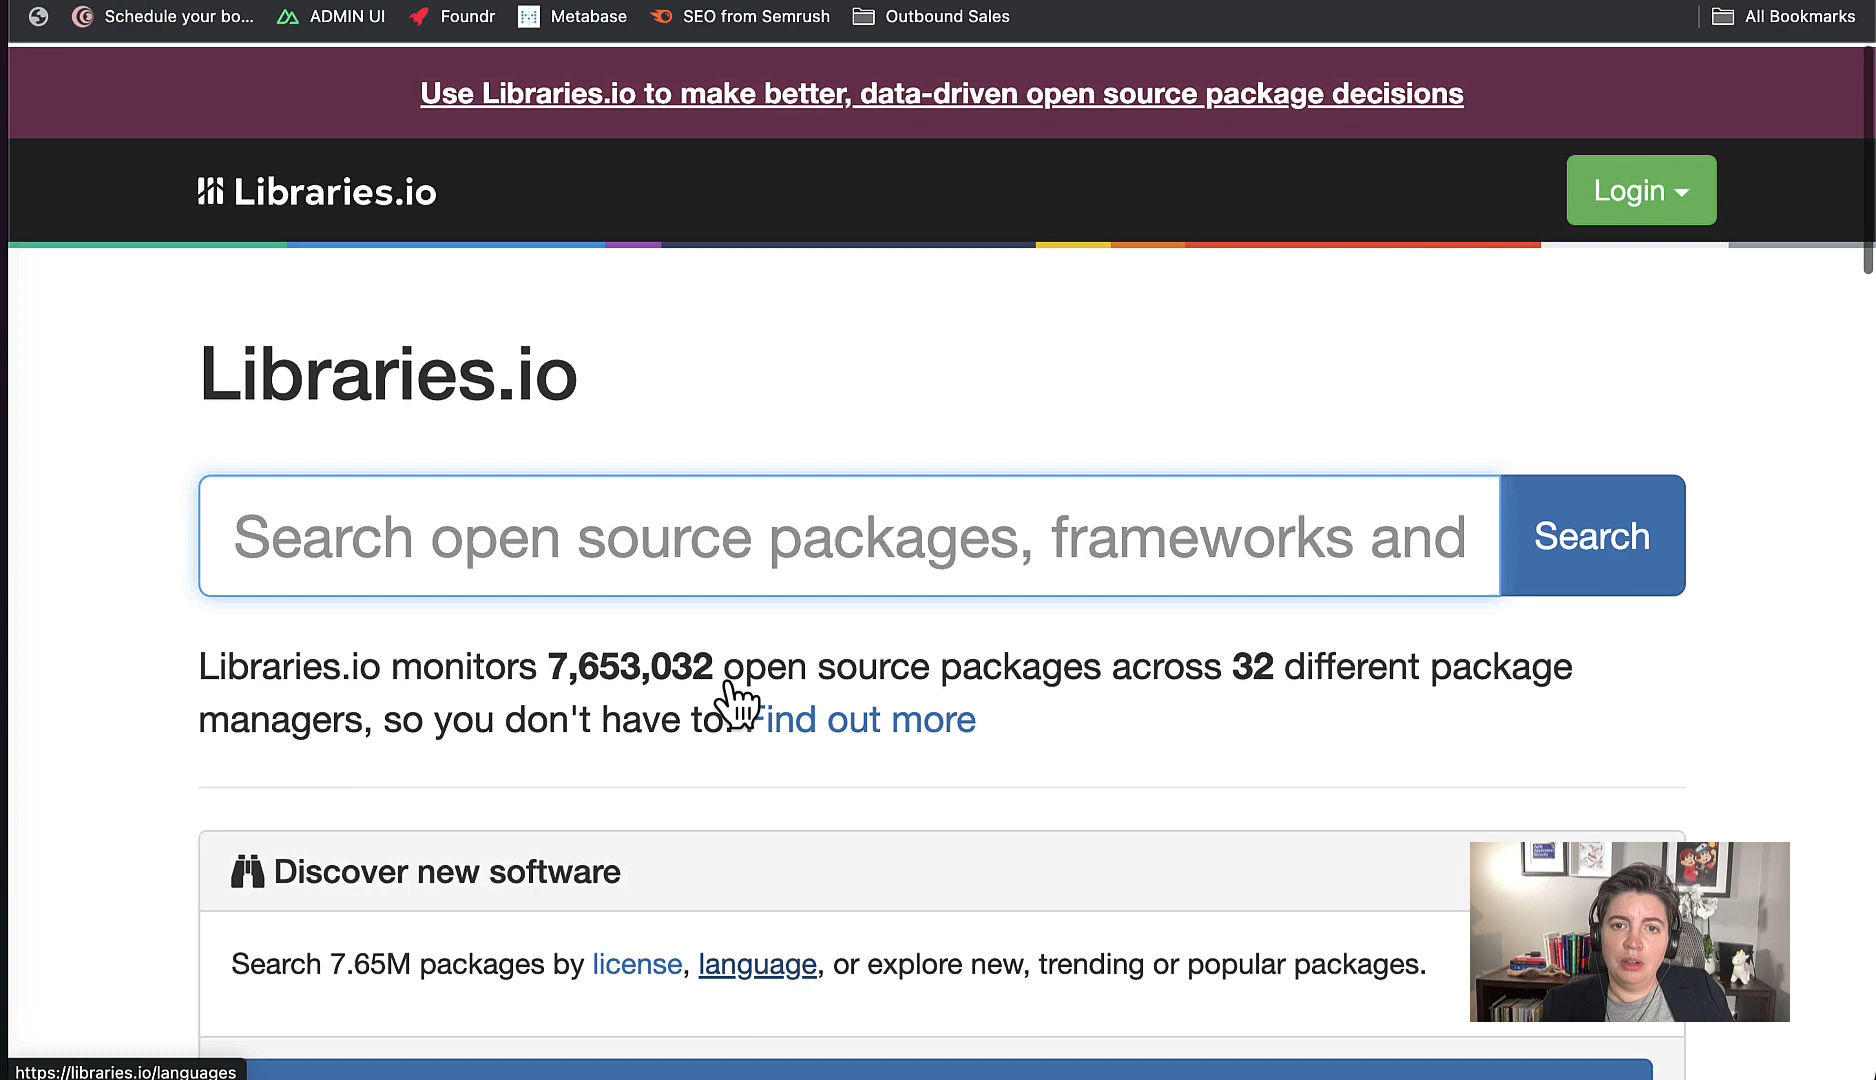 Schedule your bo...
ADMIN UI
Foundr
Metabase
SEO from Semrush
Outbound Sales
All Bookmarks
Use Libraries.io to make better, data-driven open source package decisions
Libraries.io
Login
Libraries.io
Search open source packages, frameworks and
Search
Libraries.io monitors 7,653,032 open source packages across 32 different package
managers, so you don't have to. Find out more
Discover new software
Search 7.65M packages by license, language, or explore new, trending or popular packages.
https://libraries.io/languages